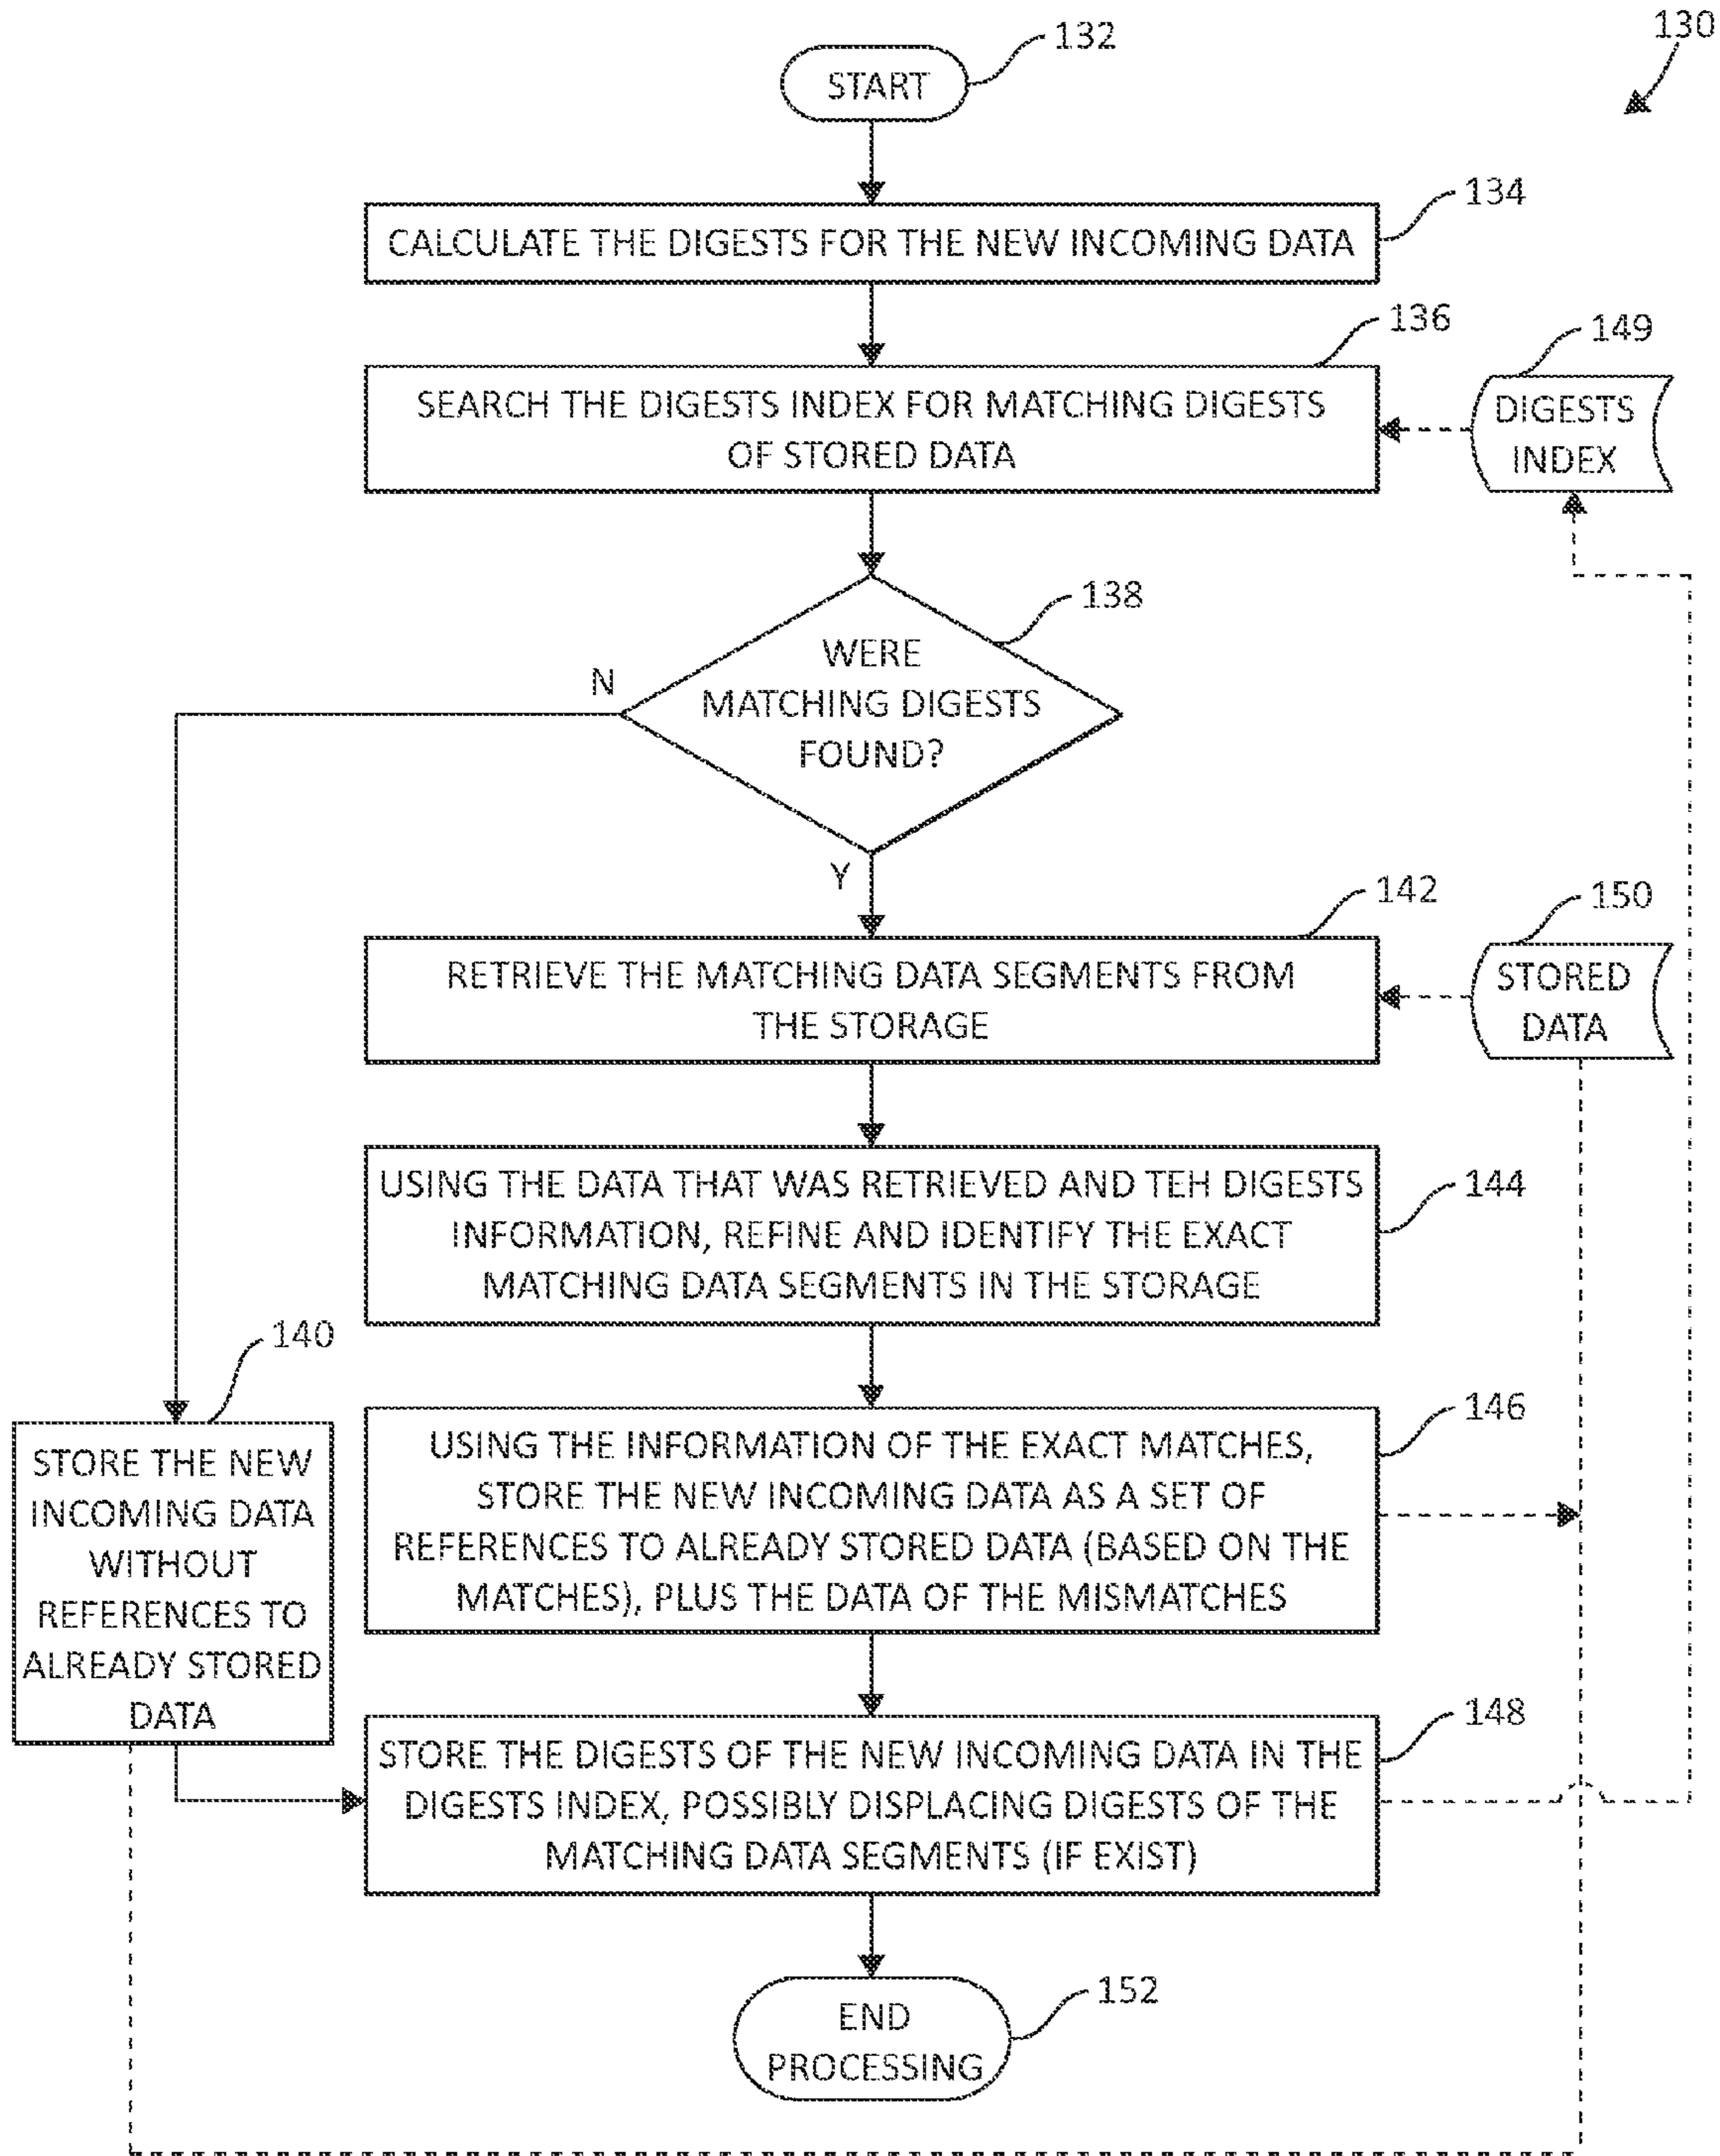 130
132
START
134
CALCULATE THE DIGESTS FOR THE NEW INCOMING DATA
136
SEARCH THE DIGESTS INDEX FOR MATCHING DIGESTS
OF STORED DATA
149
DIGESTS
INDEX
138
WERE
MATCHING DIGESTS
FOUND?
N
Y
142
RETRIEVE THE MATCHING DATA SEGMENTS FROM
THE STORAGE
150
STORED
DATA
144
USING THE DATA THAT WAS RETRIEVED AND TEH DIGESTS
INFORMATION, REFINE AND IDENTIFY THE EXACT
MATCHING DATA SEGMENTS IN THE STORAGE
140
STORE THE NEW
INCOMING DATA
WITHOUT
REFERENCES TO
ALREADY STORED
DATA
146
USING THE INFORMATION OF THE EXACT MATCHES,
STORE THE NEW INCOMING DATA AS A SET OF
REFERENCES TO ALREADY STORED DATA (BASED ON THE
MATCHES), PLUS THE DATA OF THE MISMATCHES
148
STORE THE DIGESTS OF THE NEW INCOMING DATA IN THE
DIGESTS INDEX, POSSIBLY DISPLACING DIGESTS OF THE
MATCHING DATA SEGMENTS (IF EXIST)
152
END
PROCESSING